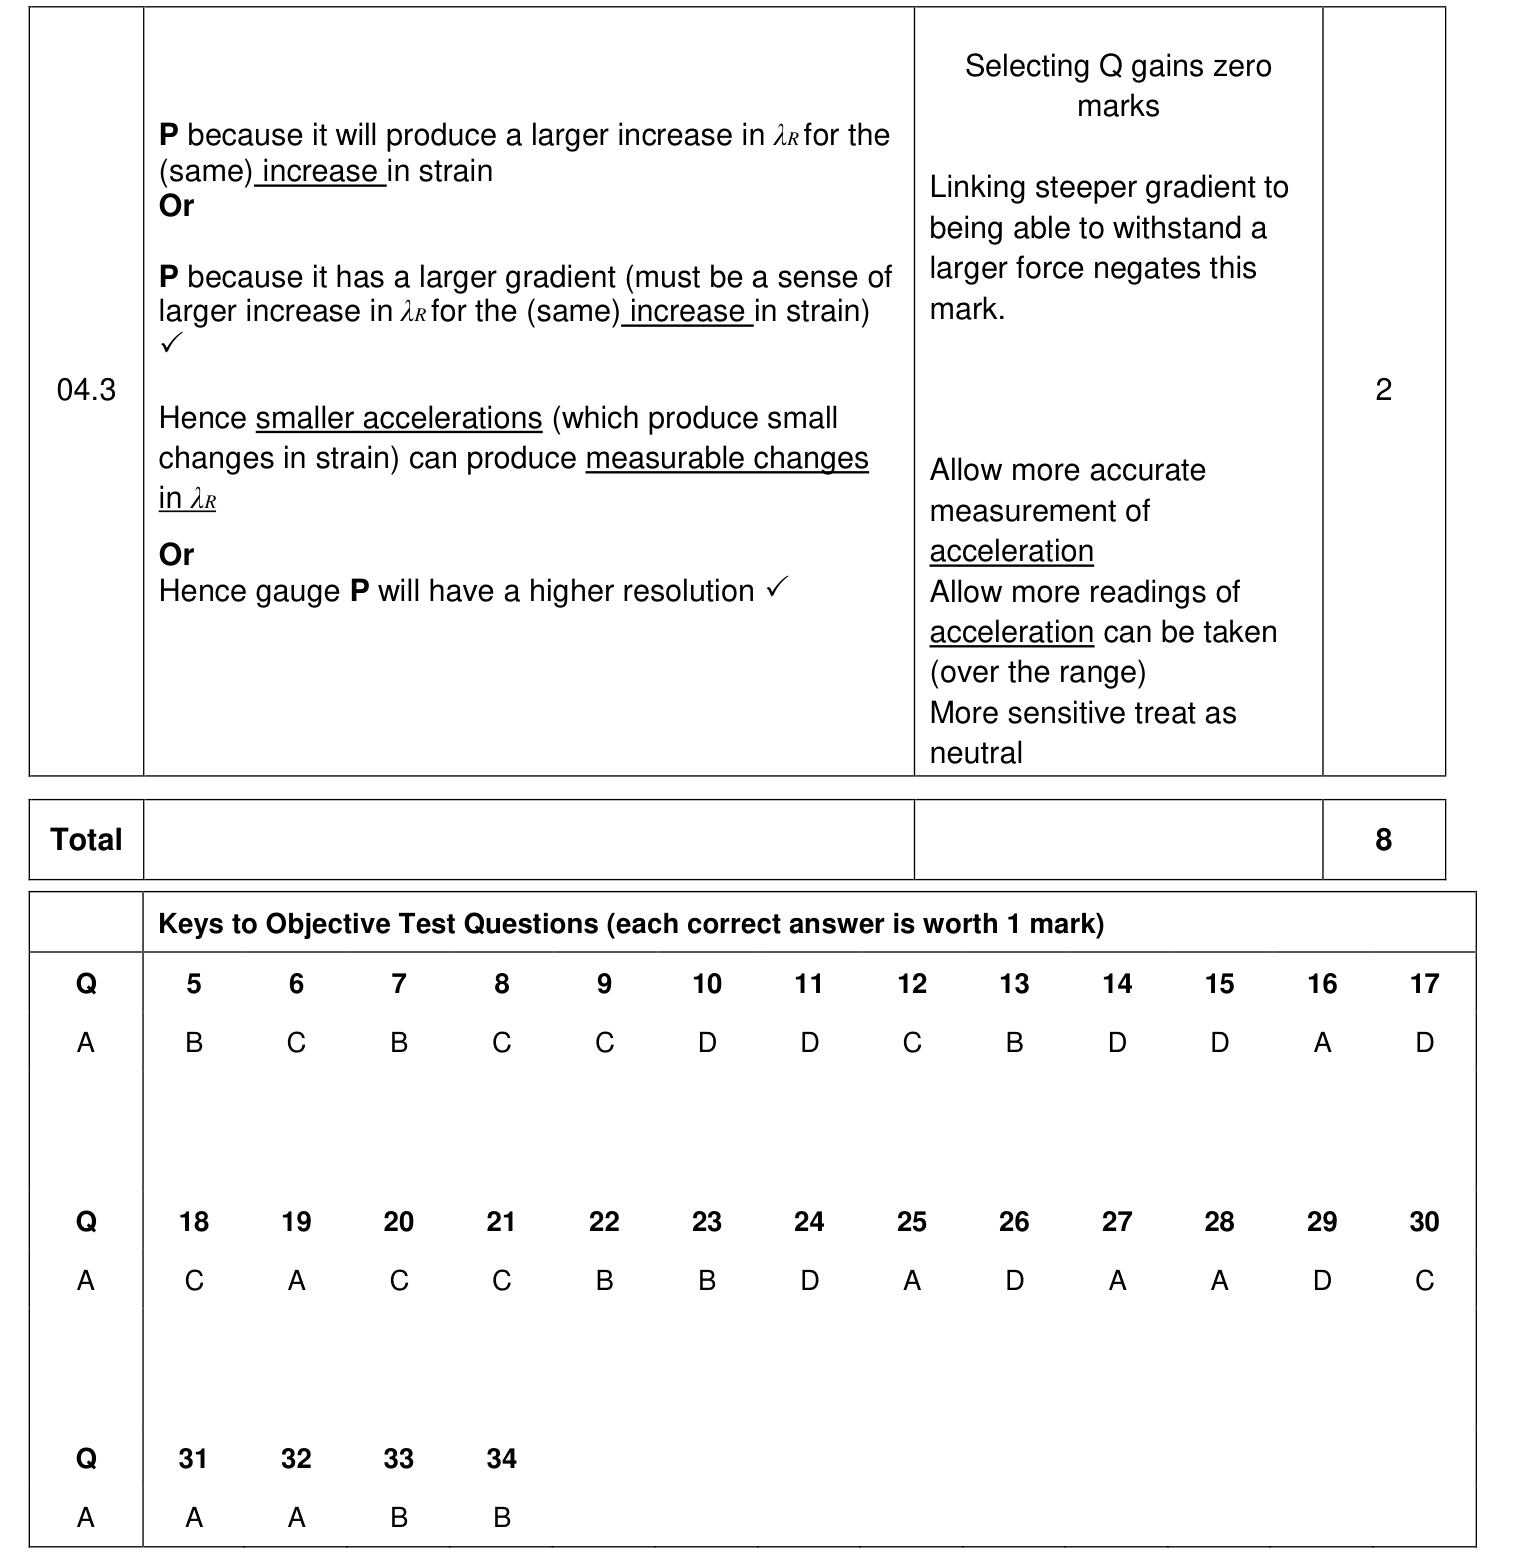 04.3
P because it will produce a larger increase in λR for the
(same) increase in strain
Or
P because it has a larger gradient (must be a sense of
larger increase in λR for the (same) increase in strain)
✓
Hence smaller accelerations (which produce small
changes in strain) can produce measurable changes
in λR
Or
Hence gauge P will have a higher resolution ✓
Selecting Q gains zero
marks
Linking steeper gradient to
being able to withstand a
larger force negates this
mark.
Allow more accurate
measurement of
acceleration
Allow more readings of
acceleration can be taken
(over the range)
More sensitive treat as
neutral
2
Total 8
Keys to Objective Test Questions (each correct answer is worth 1 mark)
Q 5 6 7 8 9 10 11 12 13 14 15 16 17
A B C B C C D D C B D D A D
Q 18 19 20 21 22 23 24 25 26 27 28 29 30
A C A C C B B D A D A A D C
Q 31 32 33 34
A A A B B